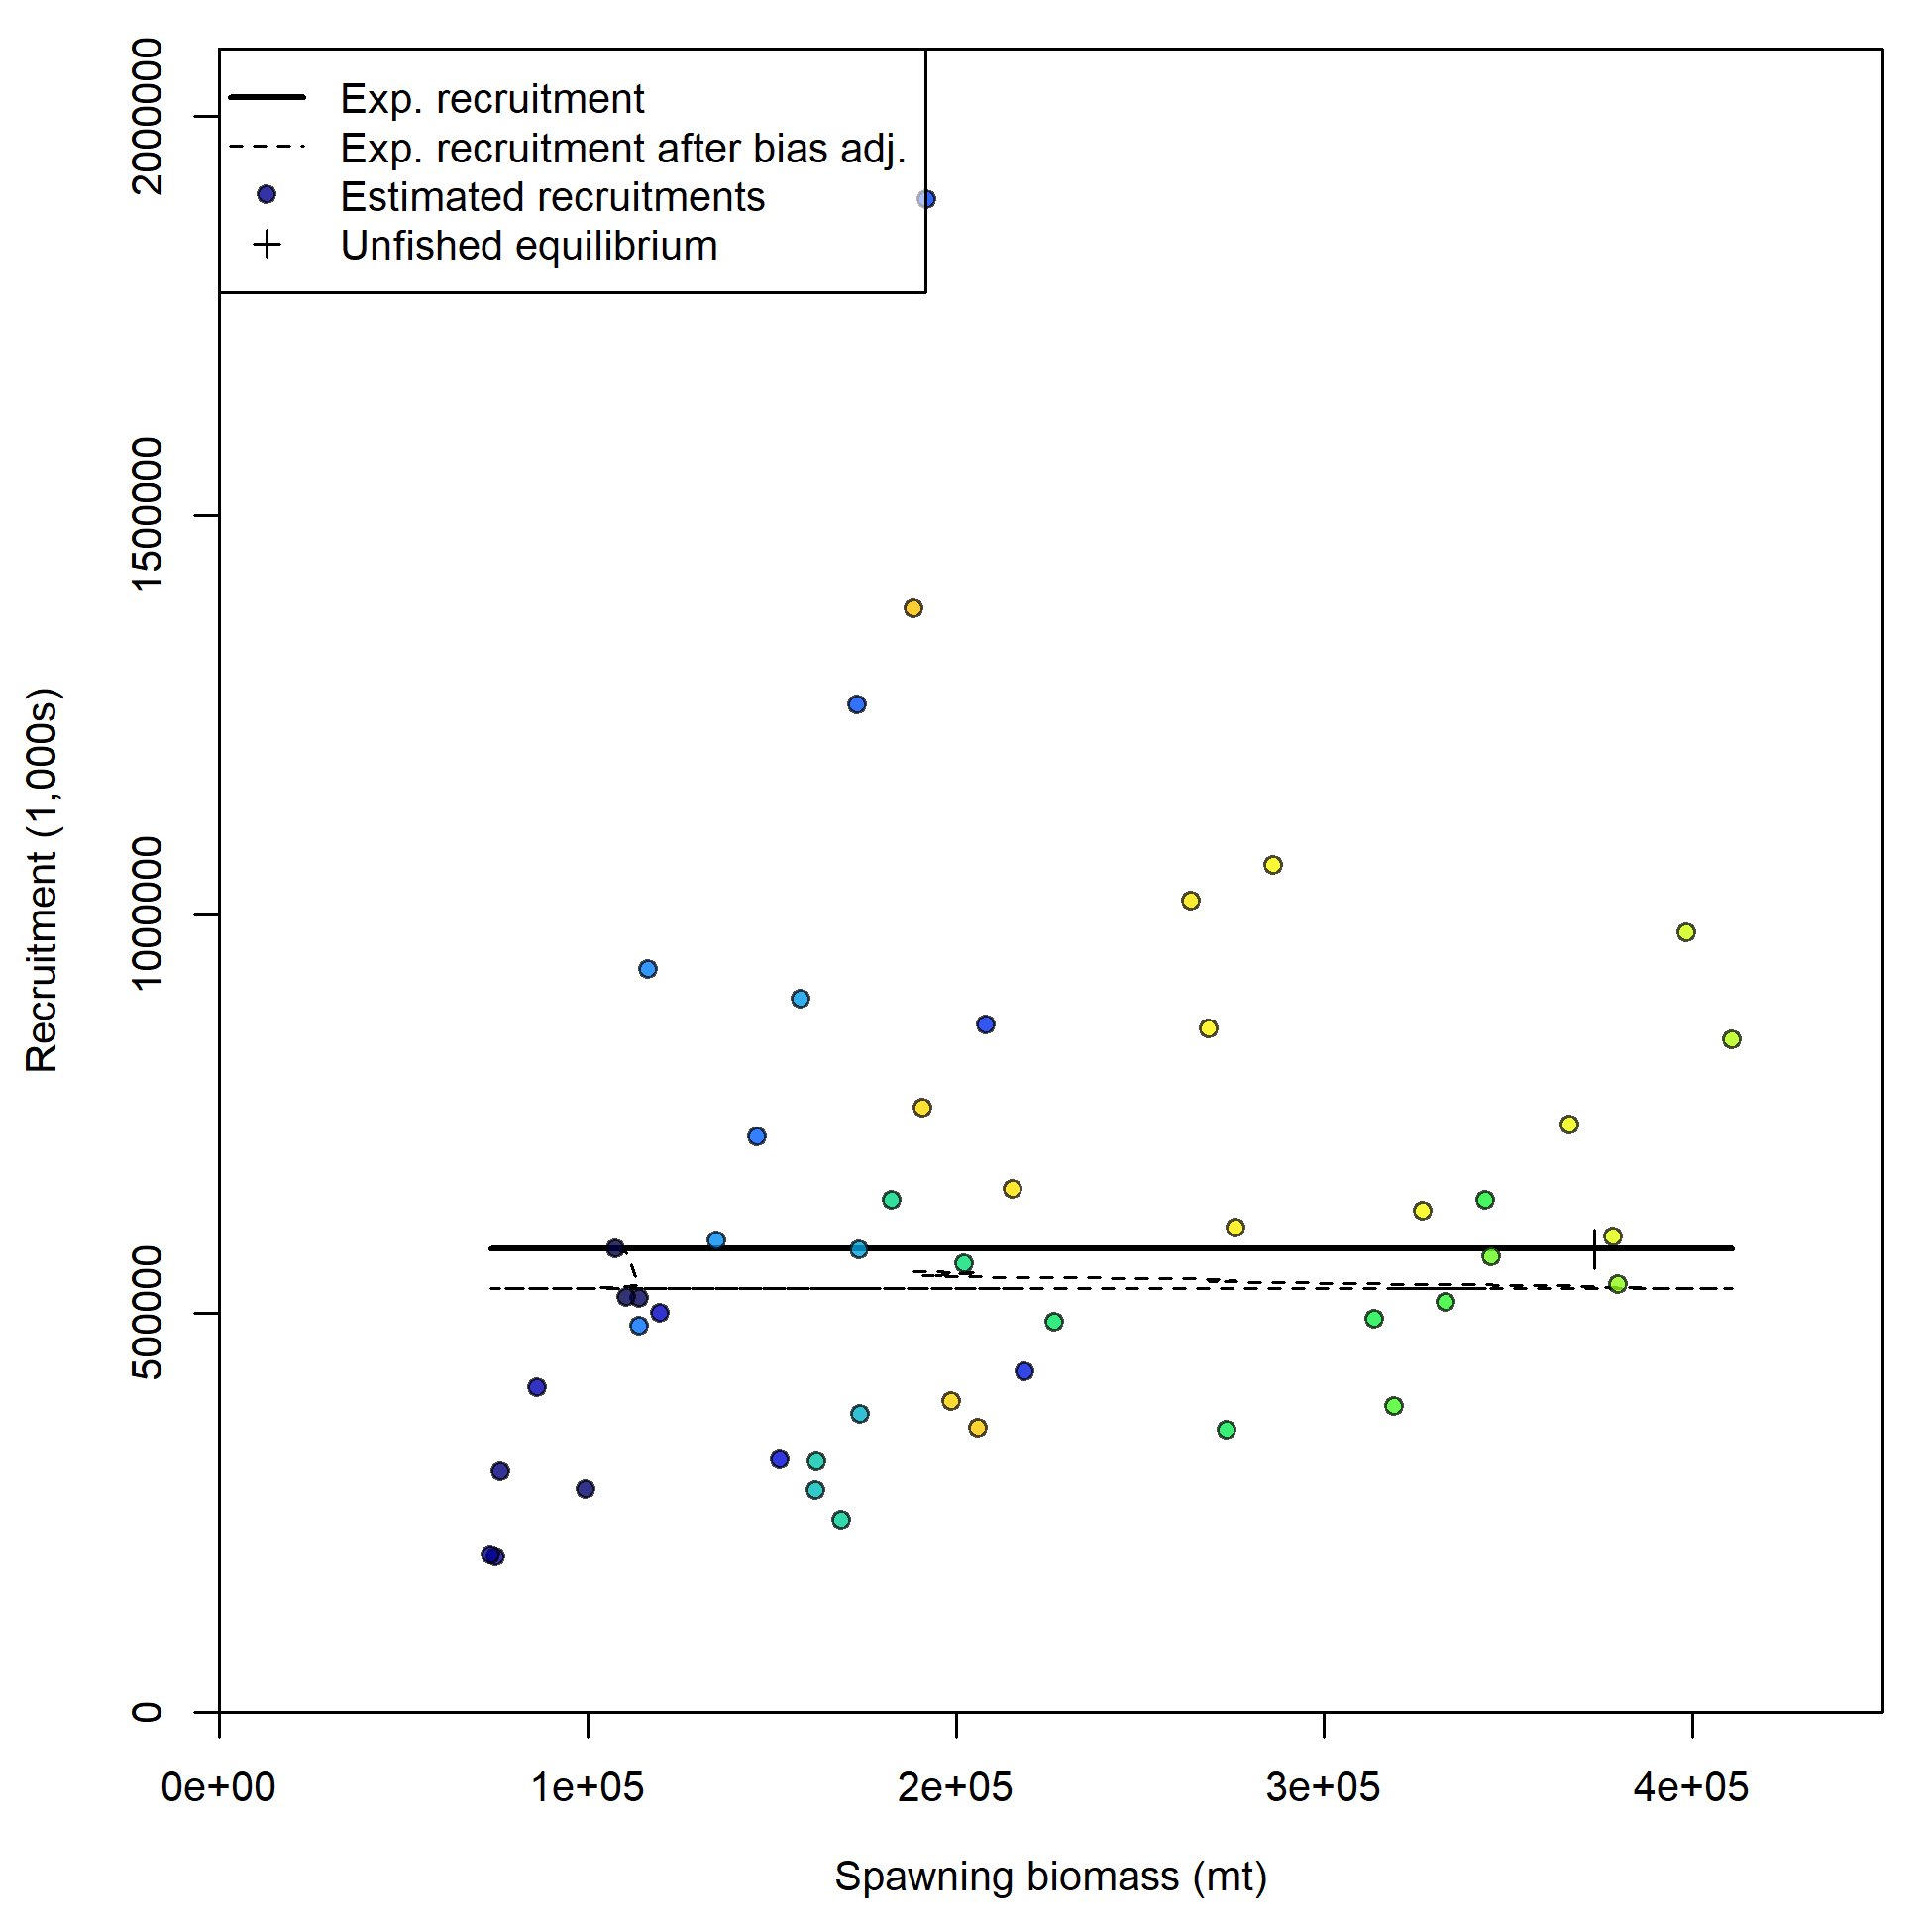 Exp. recruitment
Exp. recruitment after bias adj.
Estimated recruitments
Unfished equilibrium
Recruitment (1,000s)
2000000
1500000
1000000
500000
0
0e+00 1e+05 2e+05 3e+05 4e+05
Spawning biomass (mt)